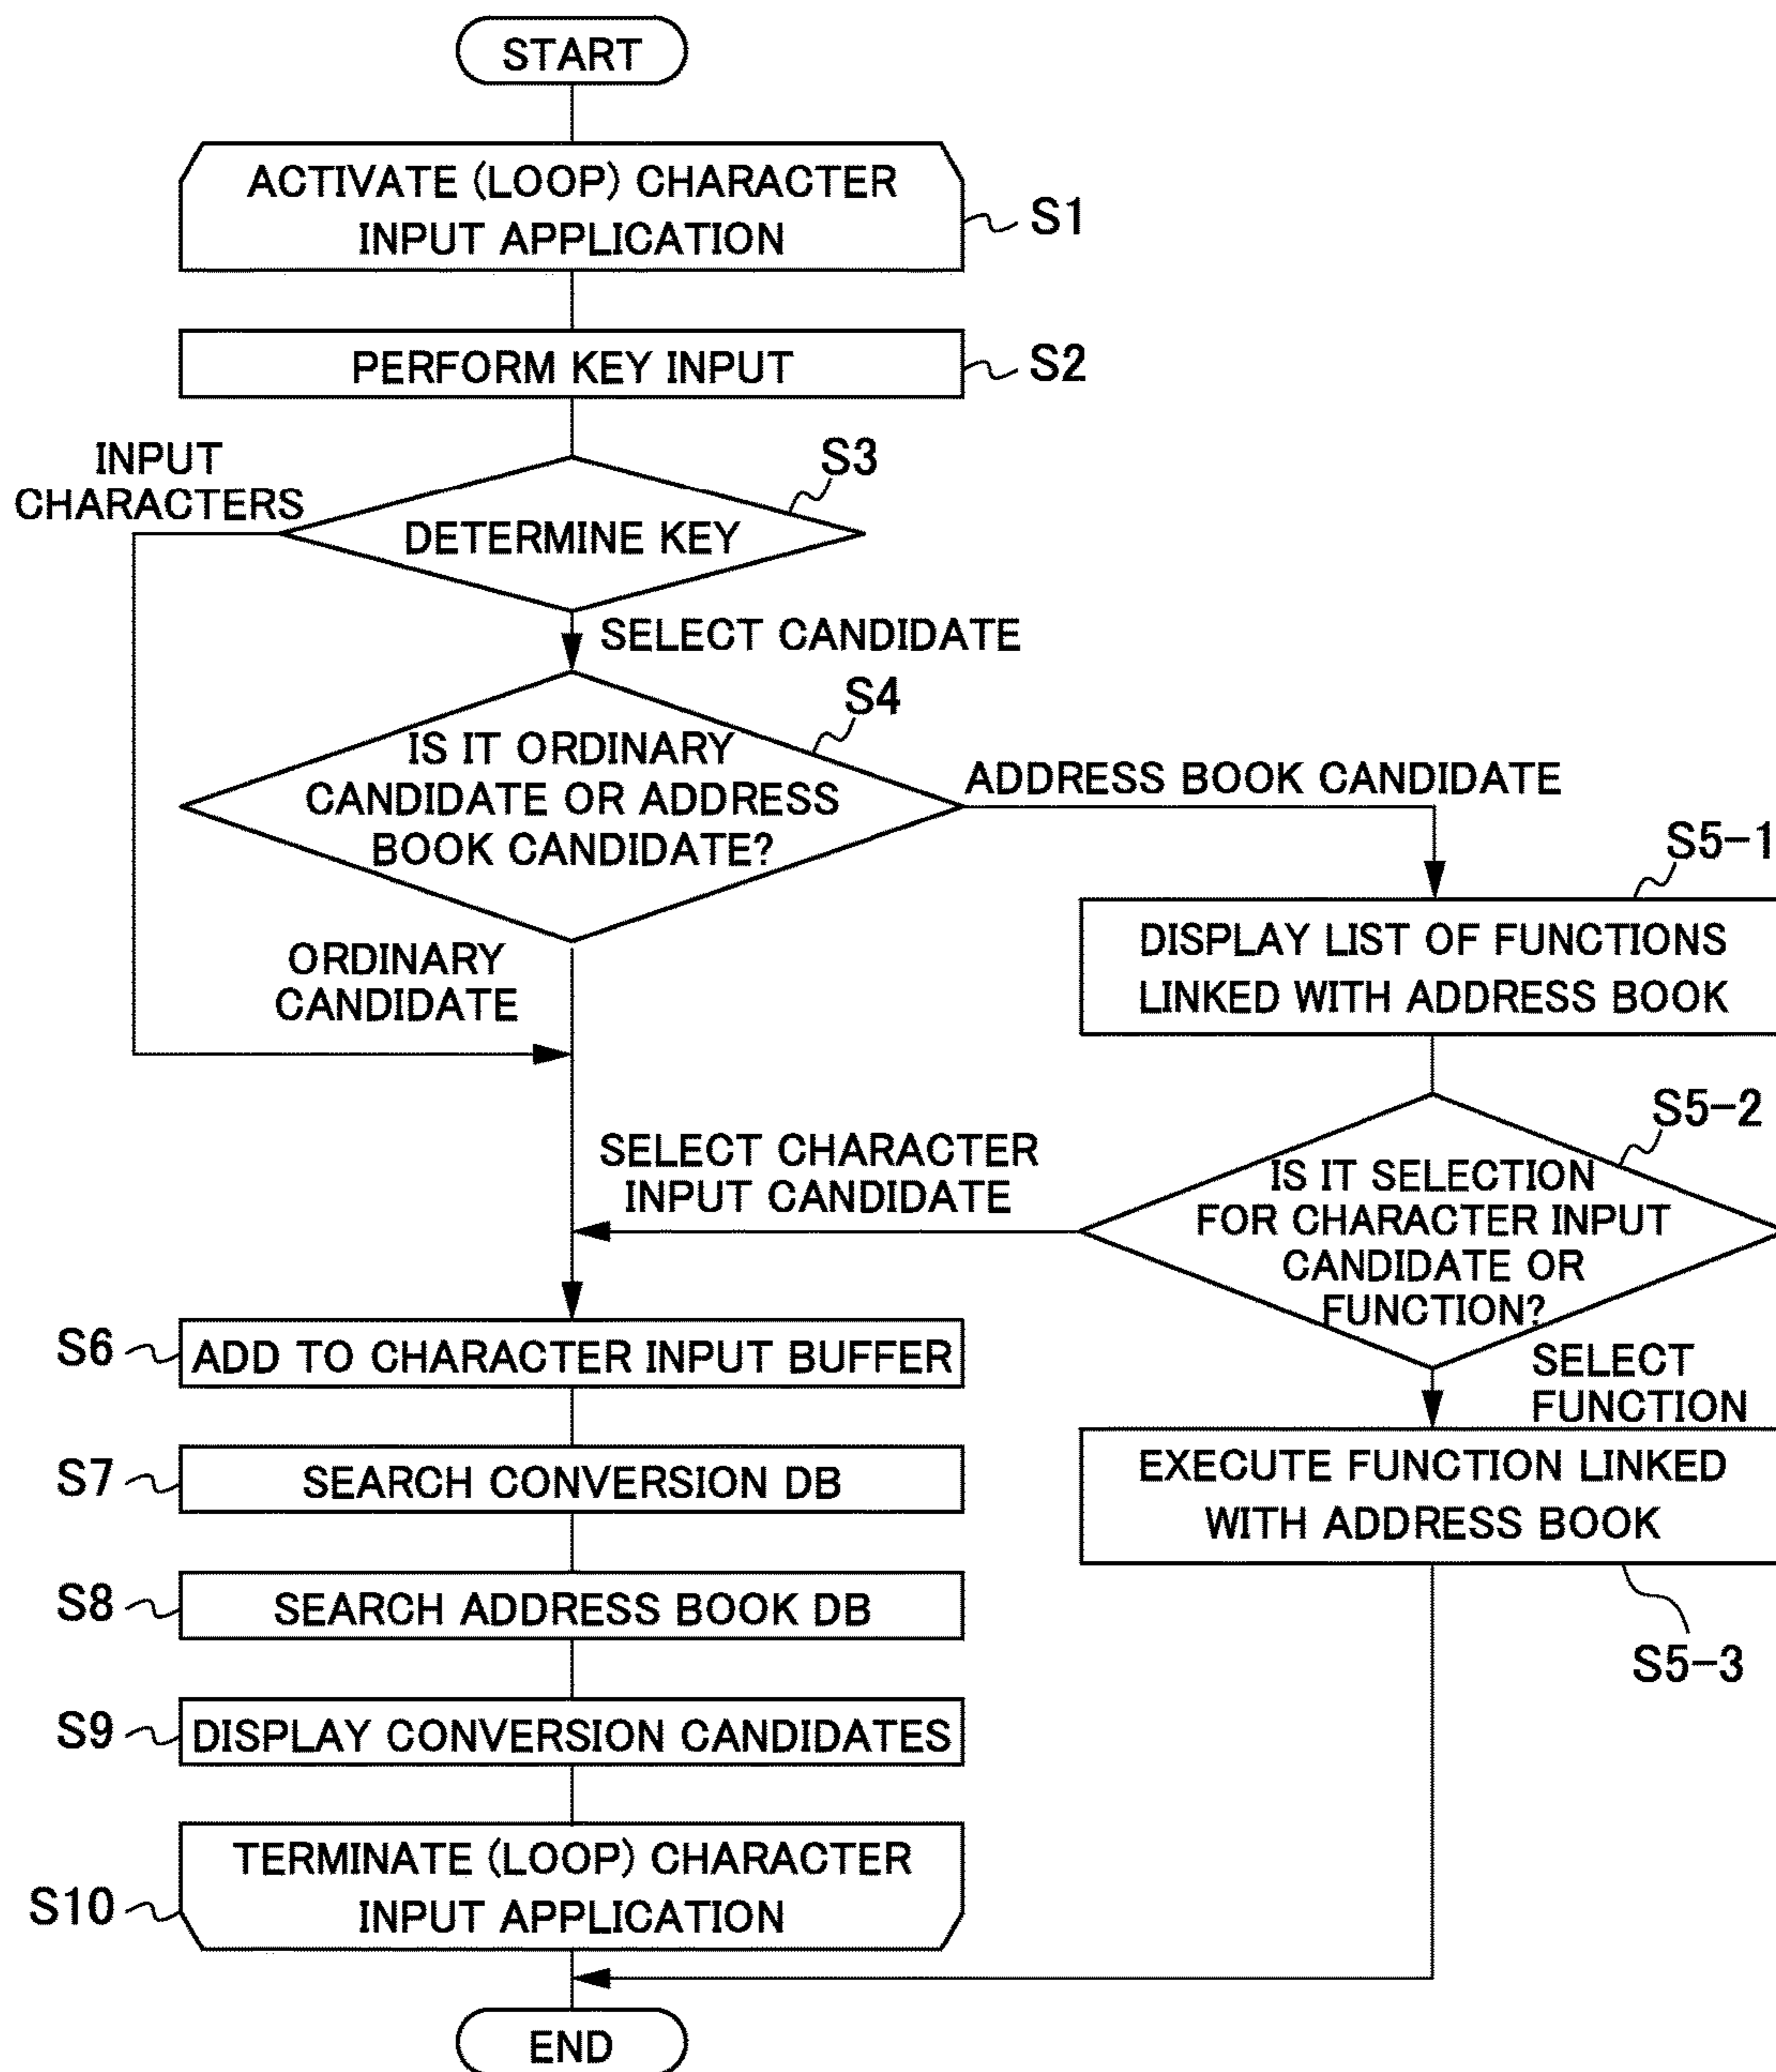 START
ACTIVATE (LOOP) CHARACTER
INPUT APPLICATION
S1
PERFORM KEY INPUT
S2
INPUT
CHARACTERS
S3
DETERMINE KEY
SELECT CANDIDATE
S4
IS IT ORDINARY
CANDIDATE OR ADDRESS
BOOK CANDIDATE?
ADDRESS BOOK CANDIDATE
S5-1
DISPLAY LIST OF FUNCTIONS
LINKED WITH ADDRESS BOOK
ORDINARY
CANDIDATE
S5-2
SELECT CHARACTER
INPUT CANDIDATE
IS IT SELECTION
FOR CHARACTER INPUT
CANDIDATE OR
FUNCTION?
S6
ADD TO CHARACTER INPUT BUFFER
SELECT
FUNCTION
EXECUTE FUNCTION LINKED
WITH ADDRESS BOOK
S5-3
S7
SEARCH CONVERSION DB
S8
SEARCH ADDRESS BOOK DB
S9
DISPLAY CONVERSION CANDIDATES
TERMINATE (LOOP) CHARACTER
INPUT APPLICATION
S10
END